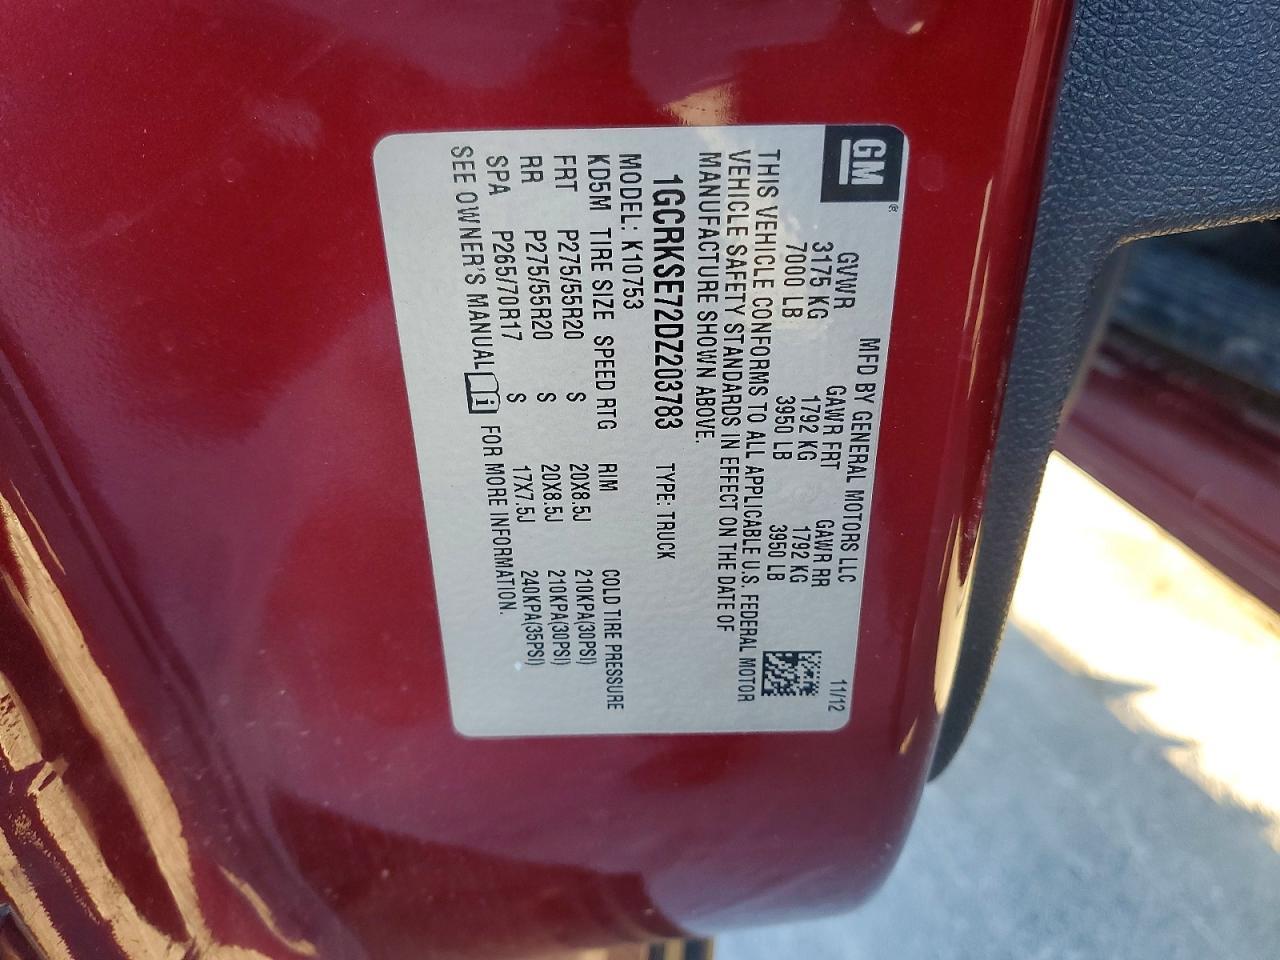 GM®
MFD BY GENERAL MOTORS LLC 11/12
GVWR GAWR FRT GAWR RR
3175 KG 1792 KG 1792 KG
7000 LB 3950 LB 3950 LB
THIS VEHICLE CONFORMS TO ALL APPLICABLE U.S. FEDERAL MOTOR
VEHICLE SAFETY STANDARDS IN EFFECT ON THE DATE OF
MANUFACTURE SHOWN ABOVE.
1GCRKSE72DZ203783 TYPE: TRUCK
MODEL: K10753
KD5M TIRE SIZE SPEED RTG RIM COLD TIRE PRESSURE
FRT P275/55R20 S 20X8.5J 210KPA(30PSI)
RR P275/55R20 S 20X8.5J 210KPA(30PSI)
SPA P265/70R17 S 17X7.5J 240KPA(35PSI)
SEE OWNER'S MANUAL i FOR MORE INFORMATION.